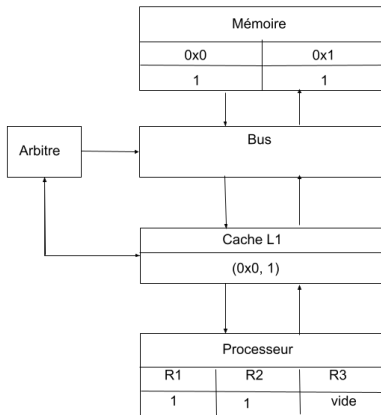 Mémoire
0x0 0x1
1 1
Arbitre
Bus
Cache L1
(0x0, 1)
Processeur
R1 R2 R3
1 1 vide